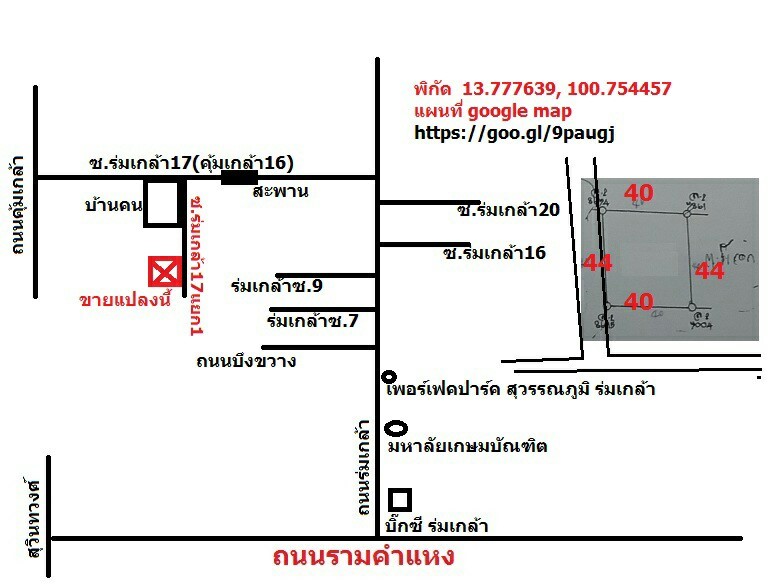 พิกัด 13.777639, 100.754457
แผนที่ google map
https://goo.gl/9paugj
ซ.ร่มเกล้า17(คุ้มเกล้า16)
สะพาน
บ้านคน
ถนนคุ้มเกล้า
ซ.ร่มเกล้า17แยก1
ขายแปลงนี้
ซ.ร่มเกล้า20
ซ.ร่มเกล้า16
ร่มเกล้าซ.9
ร่มเกล้าซ.7
ถนนบึงขวาง
40
44
44
40
เพอร์เฟคปาร์ค สุวรรณภูมิ ร่มเกล้า
มหาลัยเกษมบัณฑิต
ถนนร่มเกล้า
บิ๊กซี ร่มเกล้า
สุวินทวงศ์
ถนนรามคำแหง